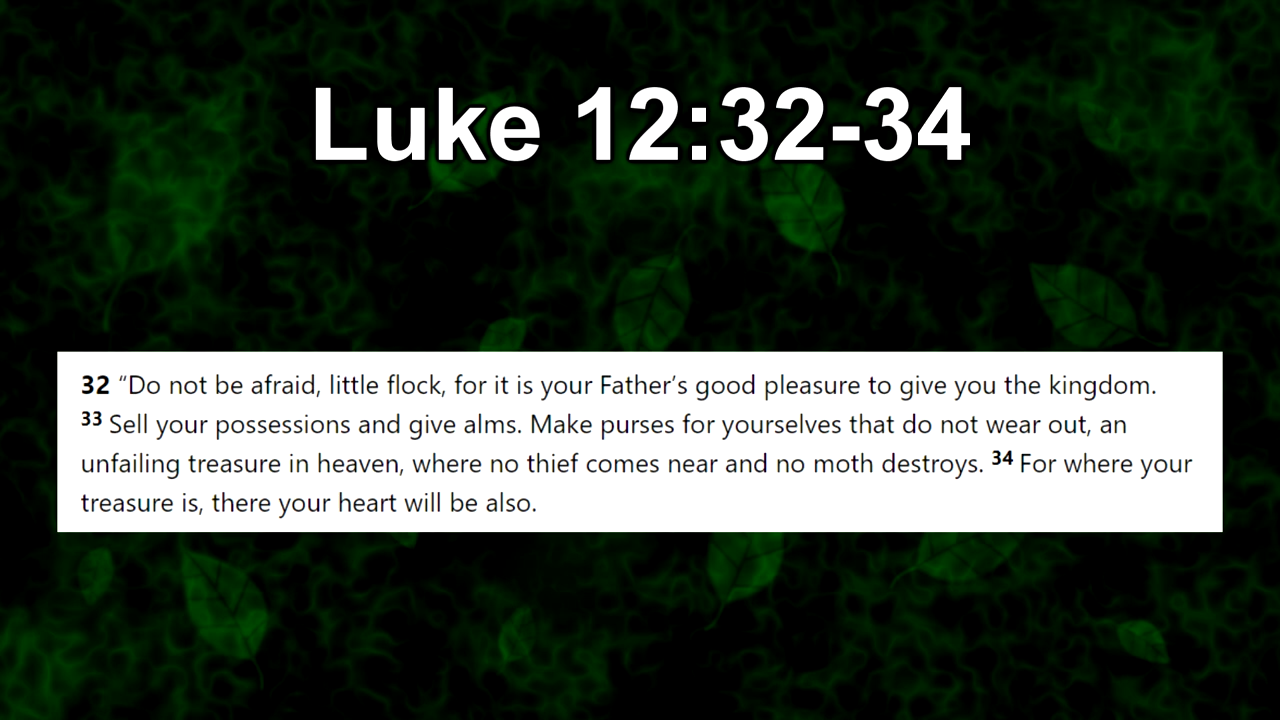 Luke 12:32-34
32 “Do not be afraid, little flock, for it is your Father’s good pleasure to give you the kingdom.
33 Sell your possessions and give alms. Make purses for yourselves that do not wear out, an
unfailing treasure in heaven, where no thief comes near and no moth destroys. 34 For where your
treasure is, there your heart will be also.